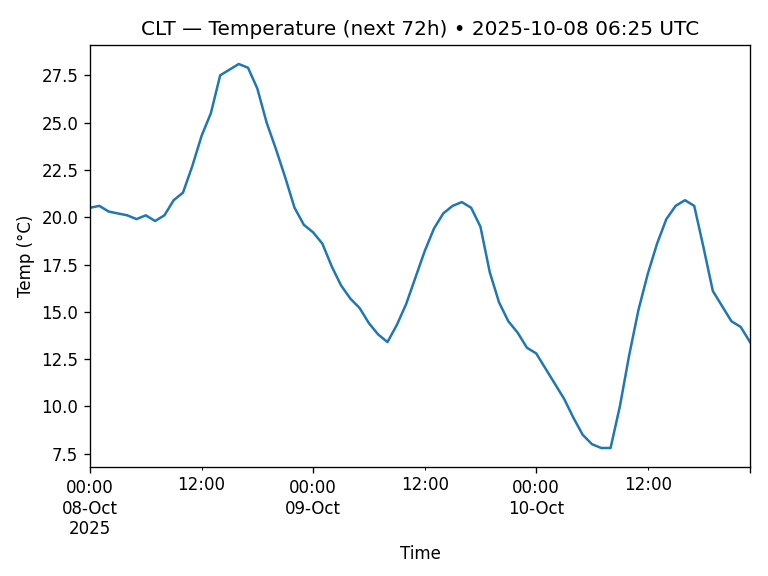 CLT — Temperature (next 72h) • 2025-10-08 06:25 UTC
Temp (°C)
27.5
25.0
22.5
20.0
17.5
15.0
12.5
10.0
7.5
00:00 12:00 00:00 12:00 00:00 12:00
08-Oct 09-Oct 10-Oct
2025
Time